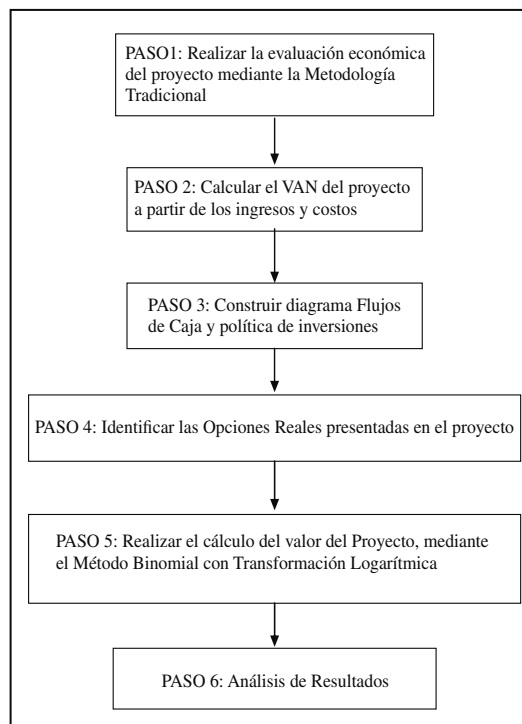 PASO1: Realizar la evaluación económica
del proyecto mediante la Metodología
Tradicional
PASO 2: Calcular el VAN del proyecto
a partir de los ingresos y costos
PASO 3: Construir diagrama Flujos
de Caja y política de inversiones
PASO 4: Identificar las Opciones Reales presentadas en el proyecto
PASO 5: Realizar el cálculo del valor del Proyecto, mediante
el Método Binomial con Transformación Logarítmica
PASO 6: Análisis de Resultados